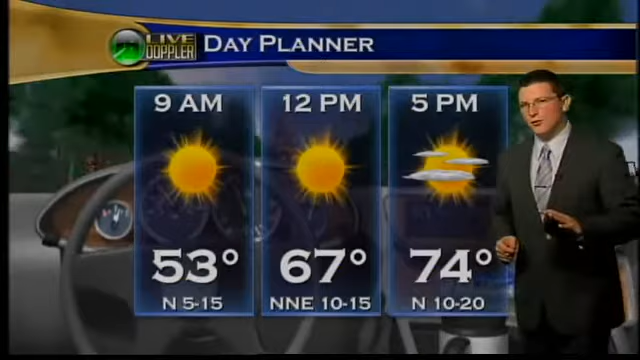 LIVE
DOPPLER
DAY PLANNER
9 AM
12 PM
5 PM
53°
67°
74°
N 5-15
NNE 10-15
N 10-20